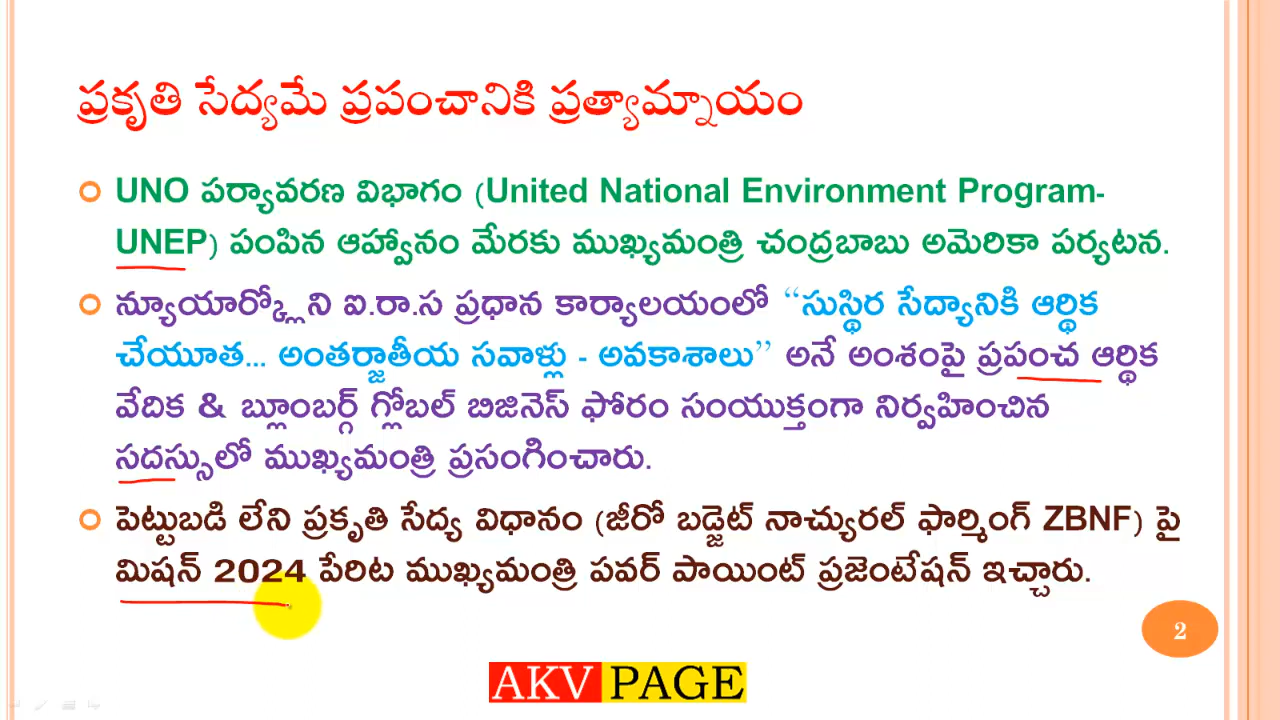 ప్రకృతి సేద్యమే ప్రపంచానికి ప్రత్యామ్నాయం
UNO పర్యావరణ విభాగం (United National Environment Program-
UNEP) పంపిన ఆహ్వానం మేరకు ముఖ్యమంత్రి చంద్రబాబు అమెరికా పర్యటన.
న్యూయార్క్లోని ఐ.రా.స ప్రధాన కార్యాలయంలో “సుస్థిర సేద్యానికి ఆర్థిక
చేయూత... అంతర్జాతీయ సవాళ్లు - అవకాశాలు” అనే అంశంపై ప్రపంచ ఆర్థిక
వేదిక & బ్లూంబర్గ్ గ్లోబల్ బిజినెస్ ఫోరం సంయుక్తంగా నిర్వహించిన
సదస్సులో ముఖ్యమంత్రి ప్రసంగించారు.
పెట్టుబడి లేని ప్రకృతి సేద్య విధానం (జీరో బడ్జెట్ నాచ్యురల్ ఫార్మింగ్ ZBNF) పై
మిషన్ 2024 పేరిట ముఖ్యమంత్రి పవర్ పాయింట్ ప్రజెంటేషన్ ఇచ్చారు.
2
AKV PAGE